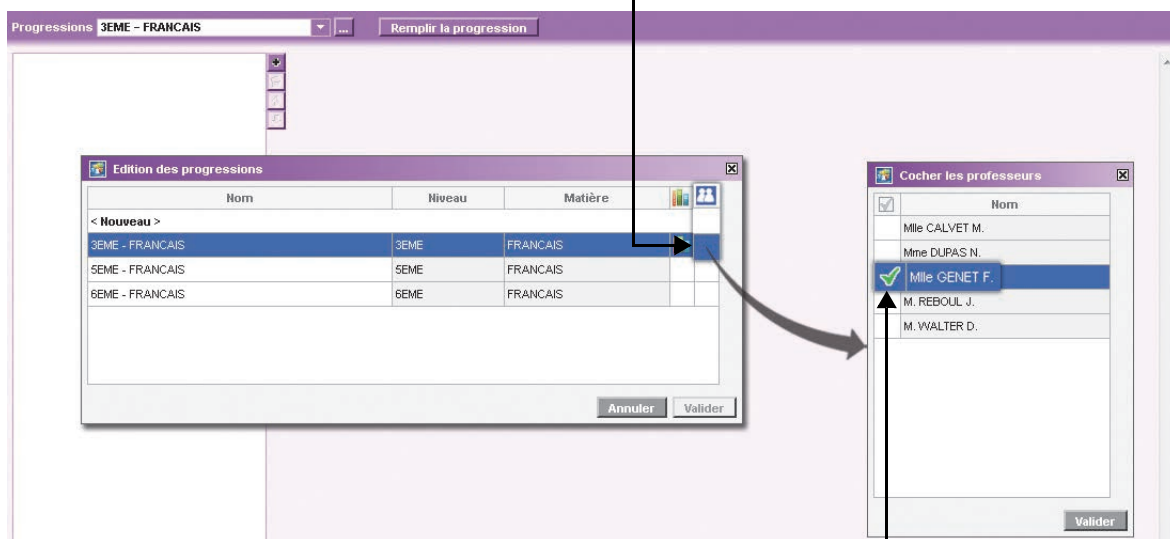 Progressions 3EME – FRANCAIS ... Remplir la progression
Edition des progressions
Nom Niveau Matière
< Nouveau >
3EME - FRANCAIS 3EME FRANCAIS
5EME - FRANCAIS 5EME FRANCAIS
6EME - FRANCAIS 6EME FRANCAIS
Annuler Valider
Cocher les professeurs
Nom
Mlle CALVET M.
Mme DUPAS N.
Mlle GENET F.
M. REBOUL J.
M. WALTER D.
Valider